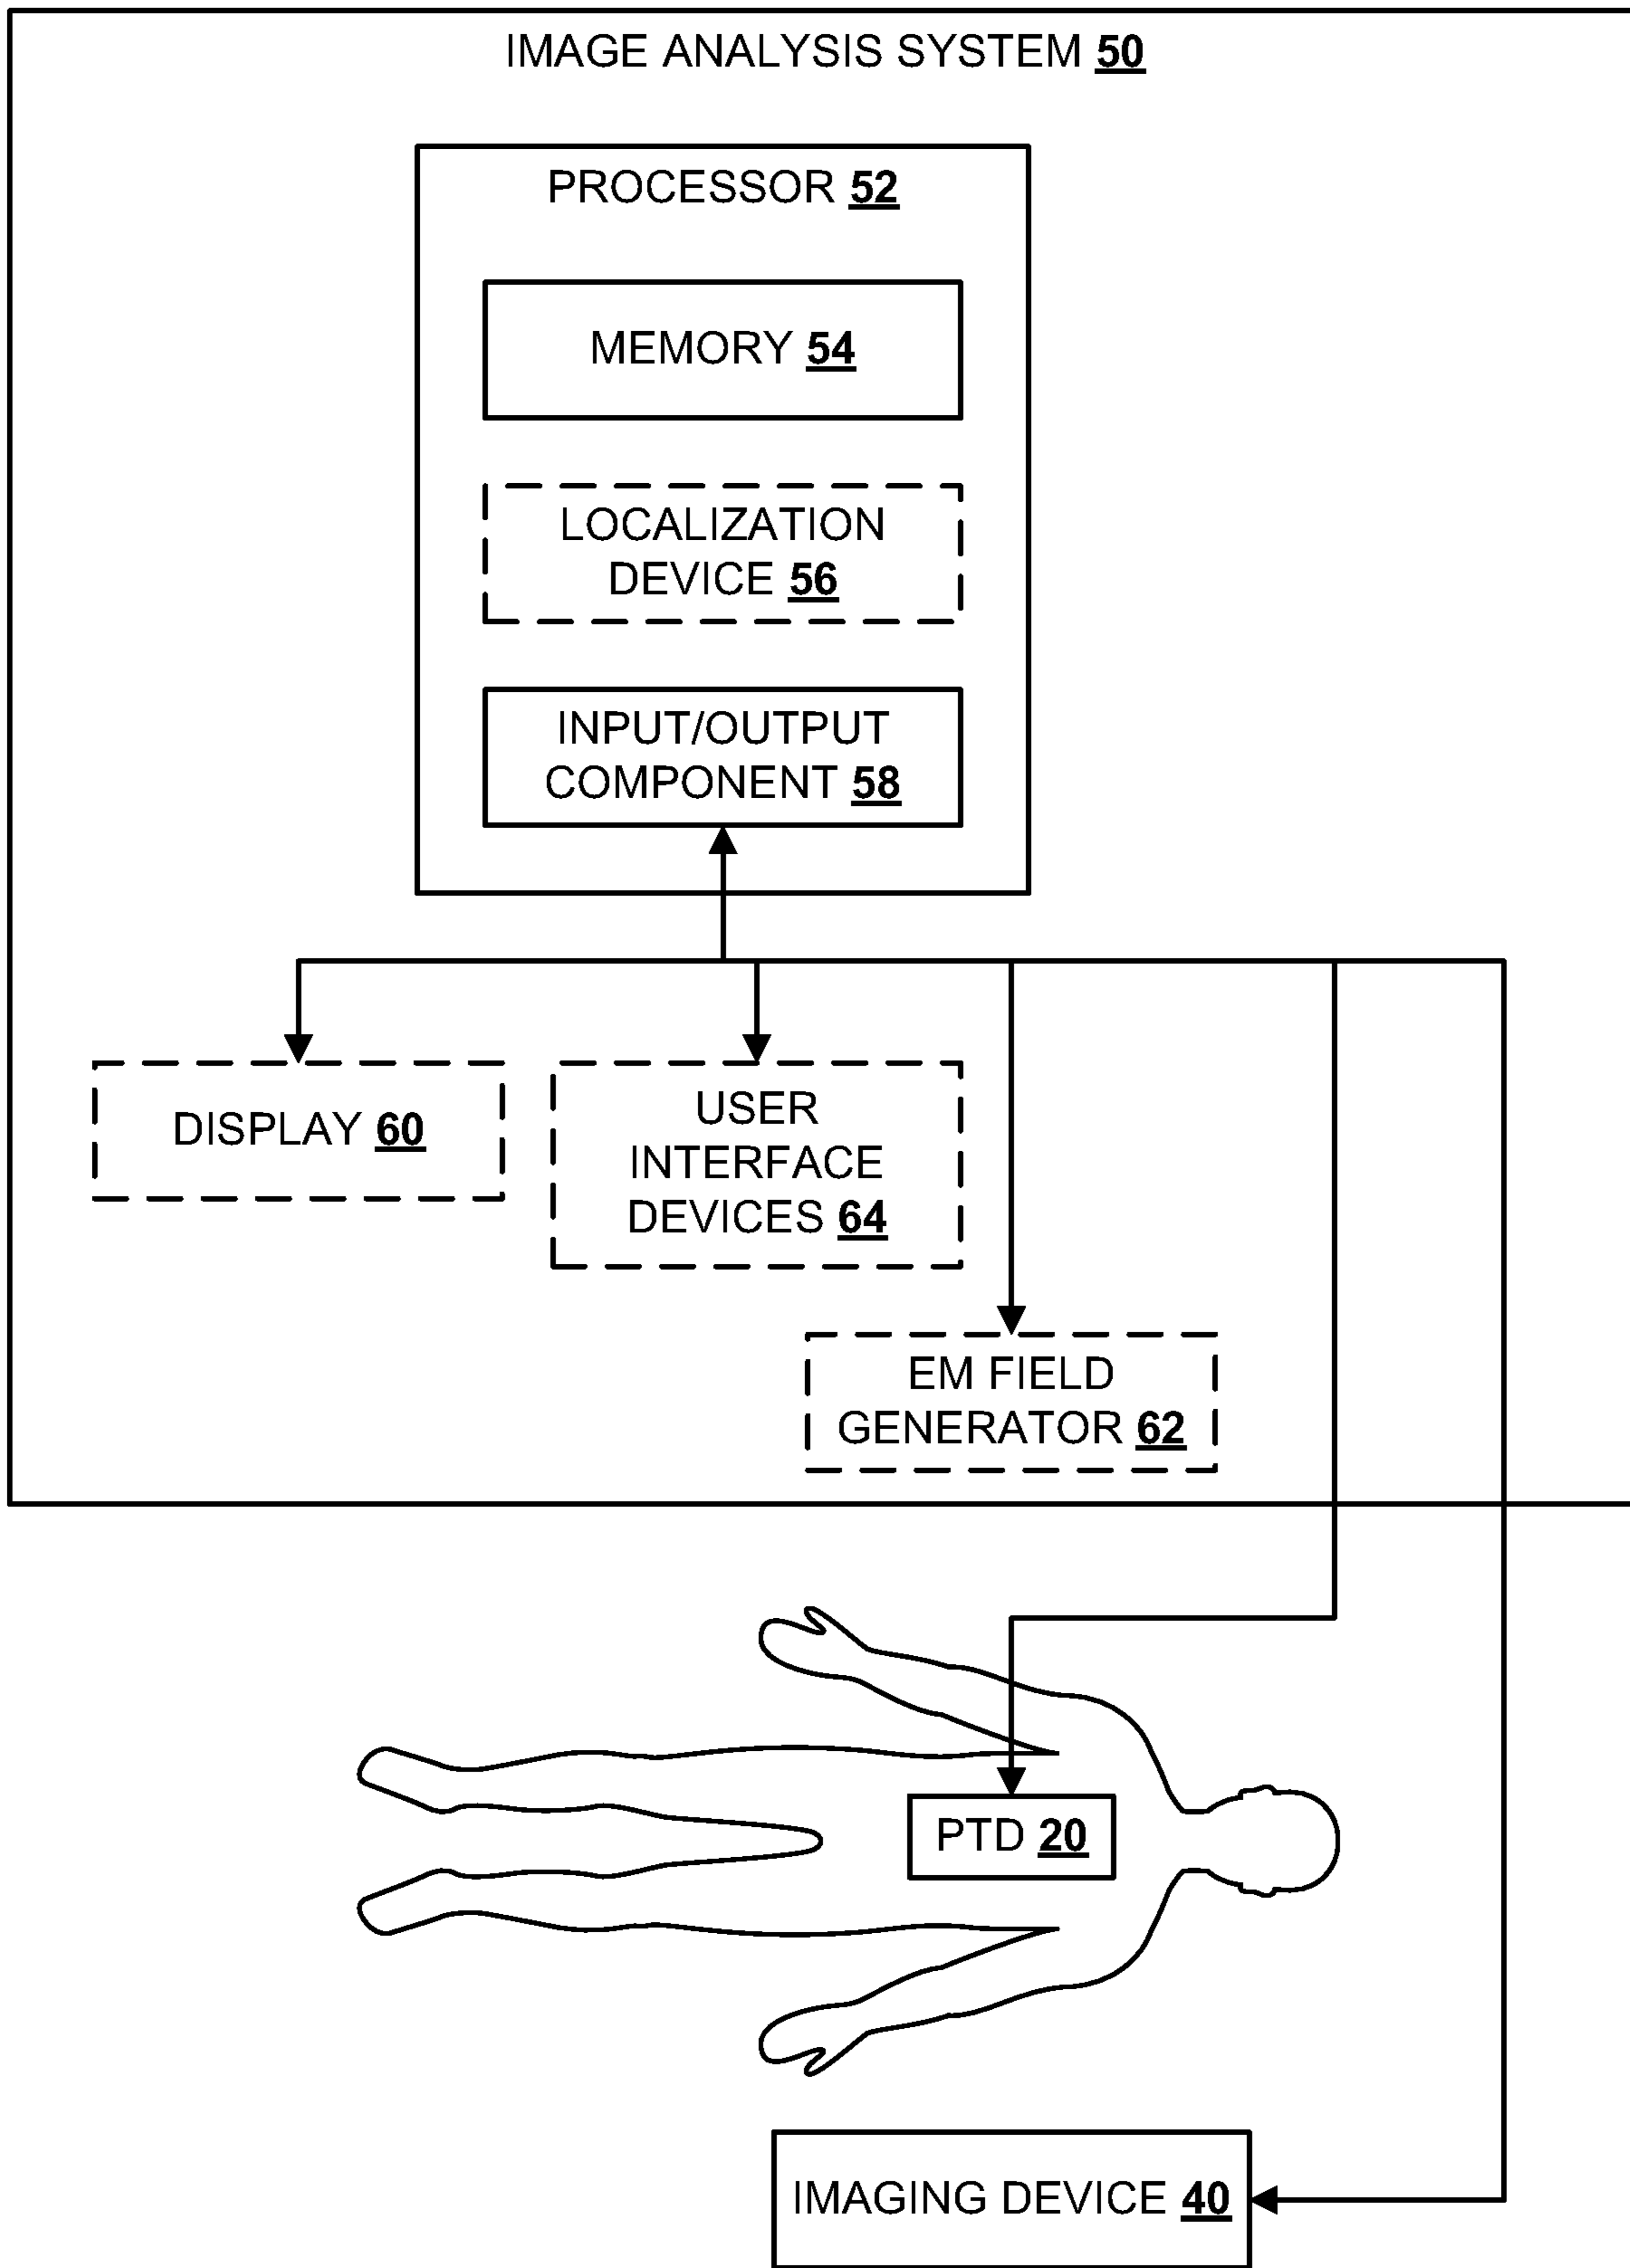 IMAGE ANALYSIS SYSTEM 50
PROCESSOR 52
MEMORY 54
LOCALIZATION
DEVICE 56
INPUT/OUTPUT
COMPONENT 58
DISPLAY 60
USER
INTERFACE
DEVICES 64
EM FIELD
GENERATOR 62
PTD 20
IMAGING DEVICE 40